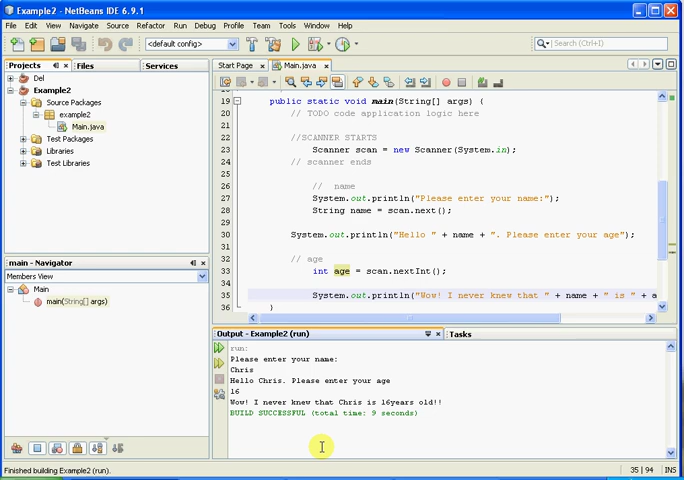 Example2 - NetBeans IDE 6.9.1
File Edit View Navigate Source Refactor Run Debug Profile Team Tools Window Help
<default config>
Search (Ctrl+I)
Projects Files Services
Start Page Main.java
Del
Example2
Source Packages
example2
Main.java
Test Packages
Libraries
Test Libraries
19 public static void main(String[] args) {
20 // TODO code application logic here
21
22 //SCANNER STARTS
23 Scanner scan = new Scanner(System.in);
24 // scanner ends
25
26 // name
27 System.out.println("Please enter your name:");
28 String name = scan.next();
29
30 System.out.println("Hello " + name + ". Please enter your age");
31
32 // age
33 int age = scan.nextInt();
34
35 System.out.println("Wow! I never knew that " + name + " is " + a
36 }
main - Navigator
Members View
Main
main(String[] args)
Output - Example2 (run) Tasks
run:
Please enter your name:
Chris
Hello Chris. Please enter your age
16
Wow! I never knew that Chris is 16years old!!
BUILD SUCCESSFUL (total time: 9 seconds)
Finished building Example2 (run).
35 | 94 INS